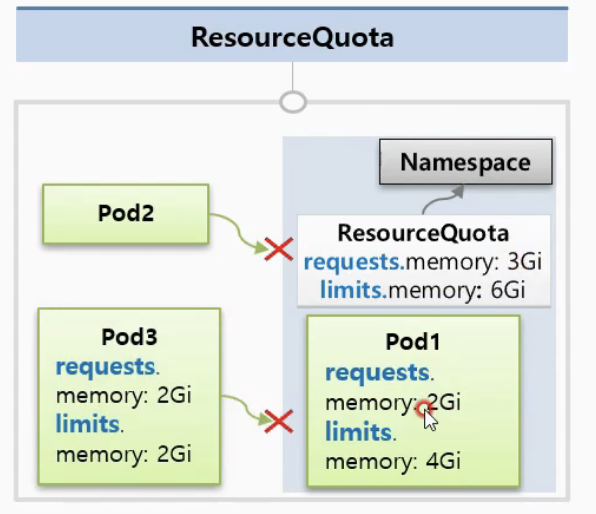 ResourceQuota
Namespace
Pod2
ResourceQuota
requests.memory: 3Gi
limits.memory: 6Gi
Pod3
requests.
memory: 2Gi
limits.
memory: 2Gi
Pod1
requests.
memory: 2Gi
limits.
memory: 4Gi